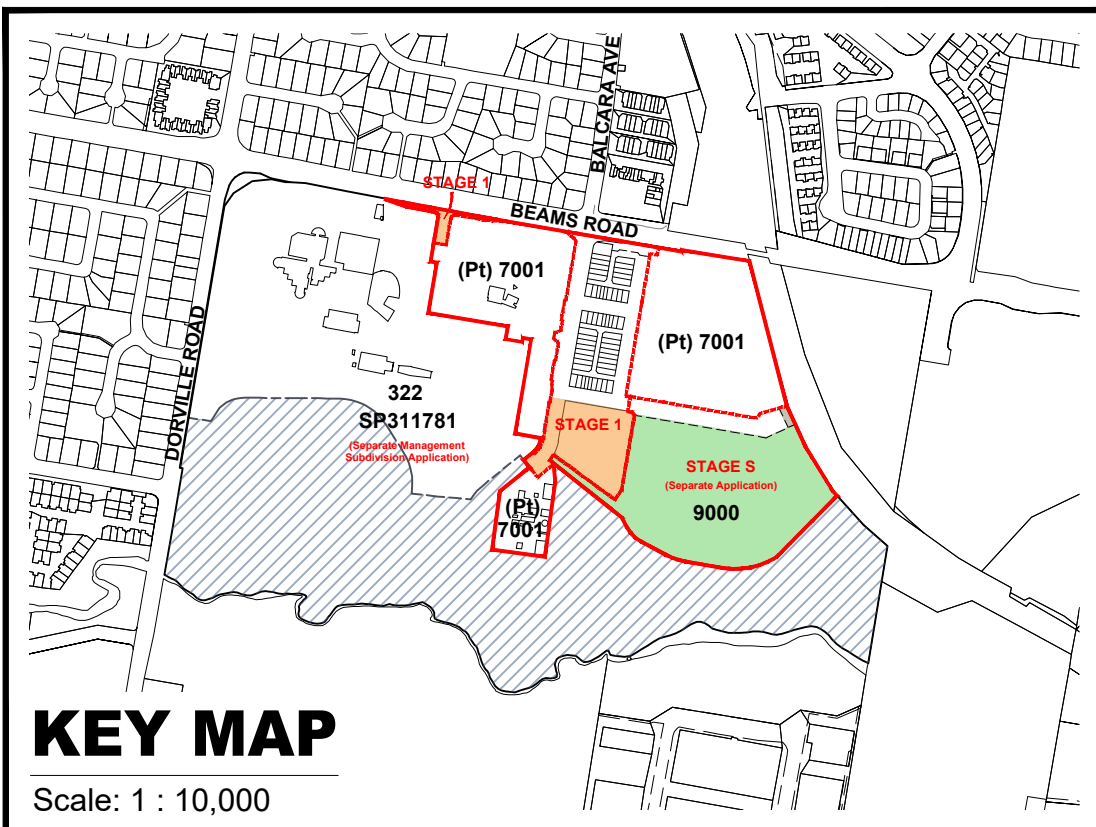 BALCARA AVE
STAGE 1
BEAMS ROAD
(Pt) 7001
(Pt) 7001
DORVILLE ROAD
322
SP311781
(Separate Management
Subdivision Application)
STAGE 1
STAGE S
(Separate Application)
9000
(Pt)
7001
KEY MAP
Scale: 1 : 10,000